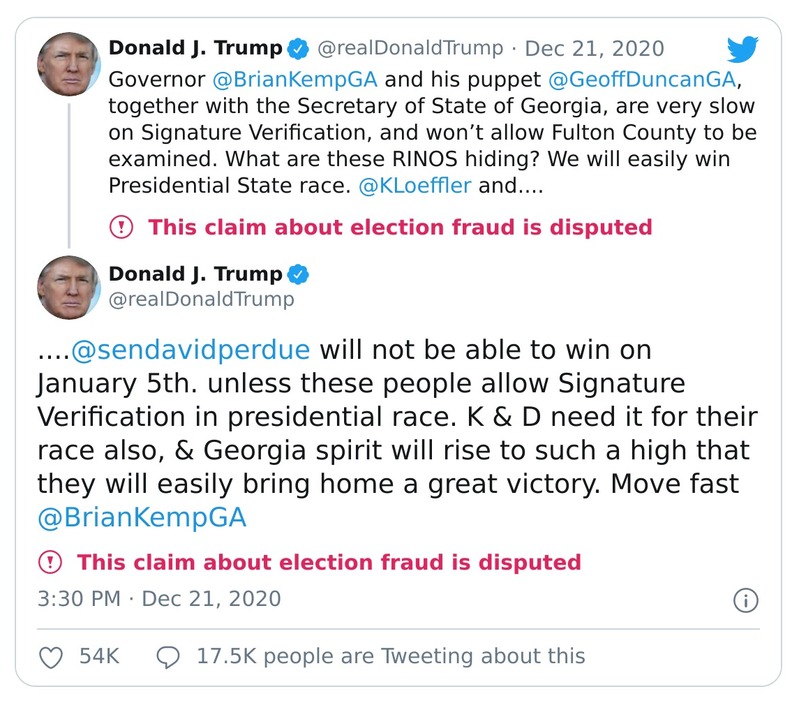 Donald J. Trump @realDonaldTrump · Dec 21, 2020
Governor @BrianKempGA and his puppet @GeoffDuncanGA,
together with the Secretary of State of Georgia, are very slow
on Signature Verification, and won’t allow Fulton County to be
examined. What are these RINOS hiding? We will easily win
Presidential State race. @KLoeffler and....
This claim about election fraud is disputed
Donald J. Trump
@realDonaldTrump
....@sendavidperdue will not be able to win on
January 5th. unless these people allow Signature
Verification in presidential race. K & D need it for their
race also, & Georgia spirit will rise to such a high that
they will easily bring home a great victory. Move fast
@BrianKempGA
This claim about election fraud is disputed
3:30 PM · Dec 21, 2020
54K 17.5K people are Tweeting about this